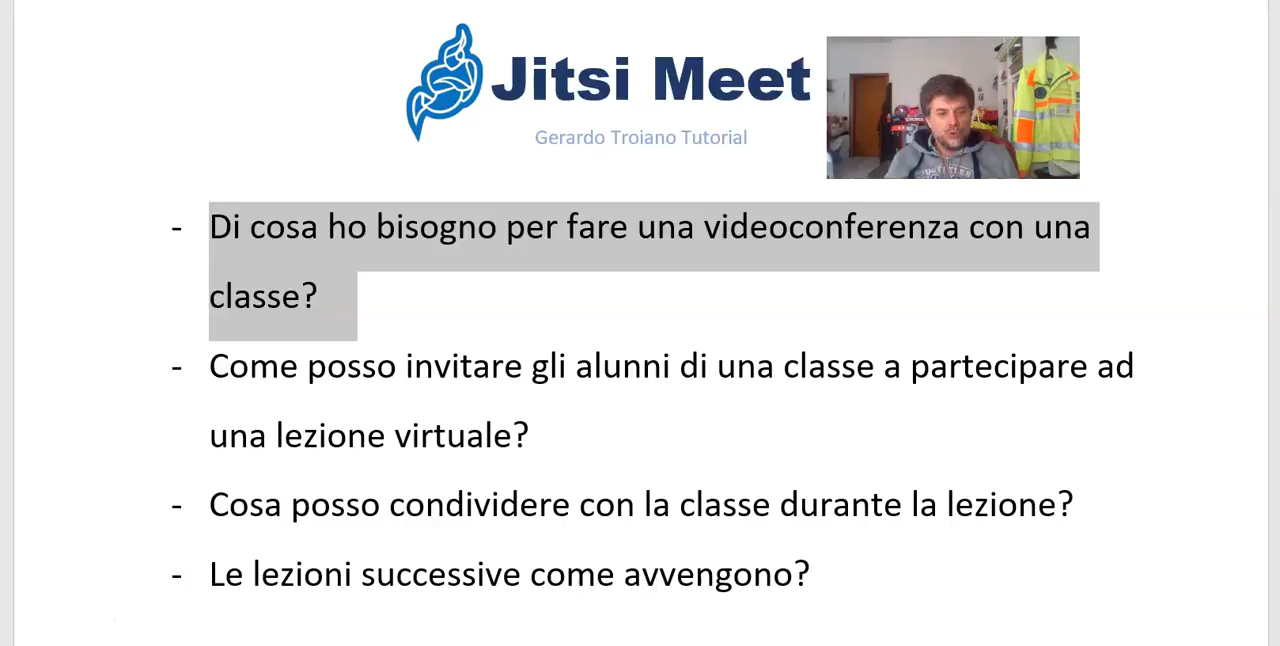 Jitsi Meet
Gerardo Troiano Tutorial
- Di cosa ho bisogno per fare una videoconferenza con una
classe?
- Come posso invitare gli alunni di una classe a partecipare ad
una lezione virtuale?
- Cosa posso condividere con la classe durante la lezione?
- Le lezioni successive come avvengono?